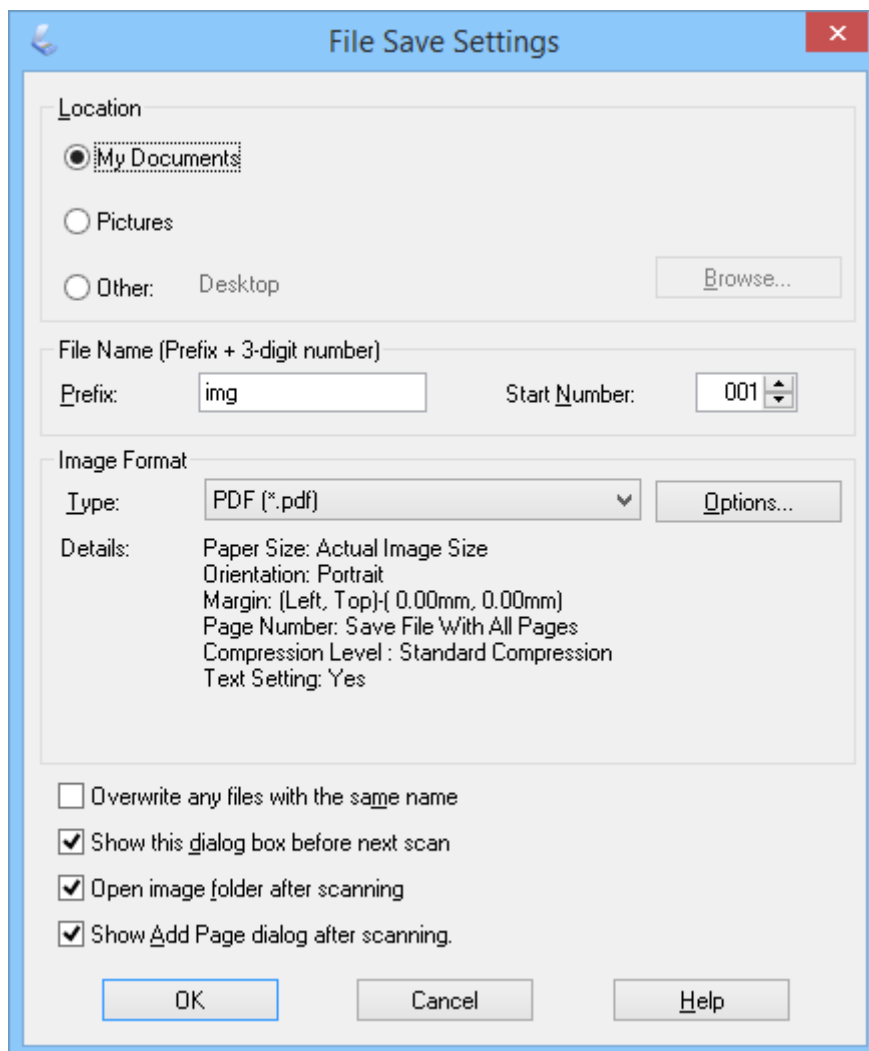 File Save Settings
Location
My Documents
Pictures
Other: Desktop Browse...
File Name (Prefix + 3-digit number)
Prefix: img Start Number: 001
Image Format
Type: PDF (*.pdf) Options...
Details: Paper Size: Actual Image Size
Orientation: Portrait
Margin: (Left, Top)-( 0.00mm, 0.00mm)
Page Number: Save File With All Pages
Compression Level : Standard Compression
Text Setting: Yes
Overwrite any files with the same name
Show this dialog box before next scan
Open image folder after scanning
Show Add Page dialog after scanning.
OK Cancel Help